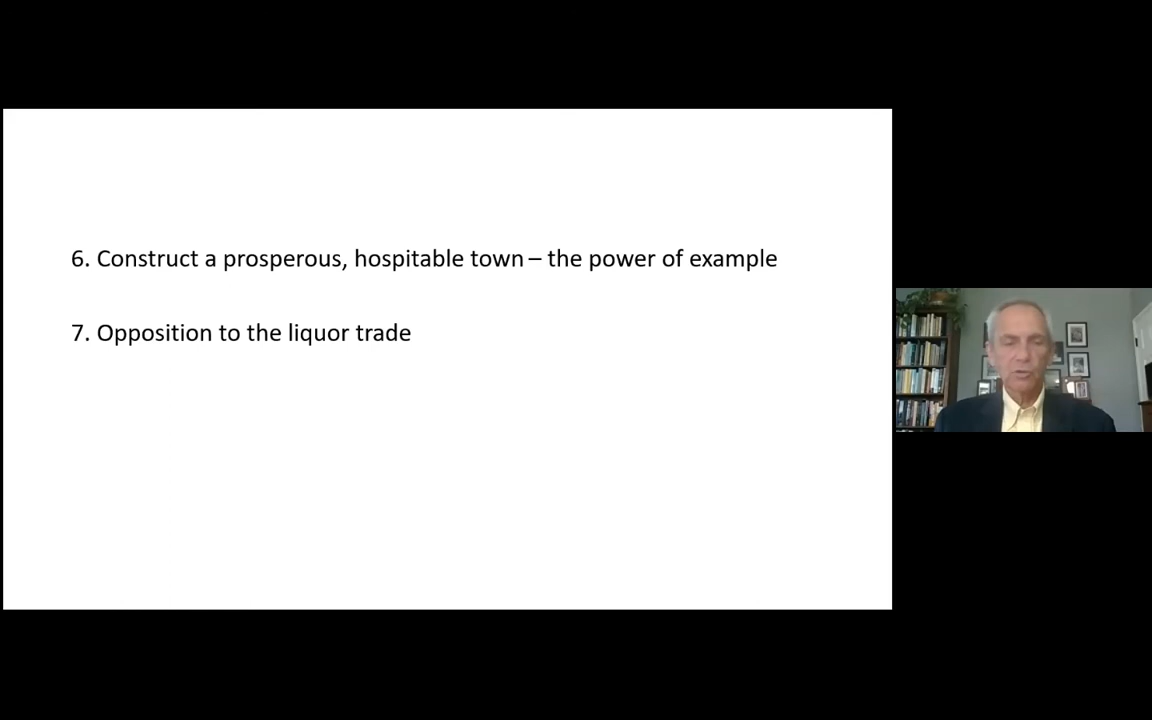 6. Construct a prosperous, hospitable town – the power of example
7. Opposition to the liquor trade